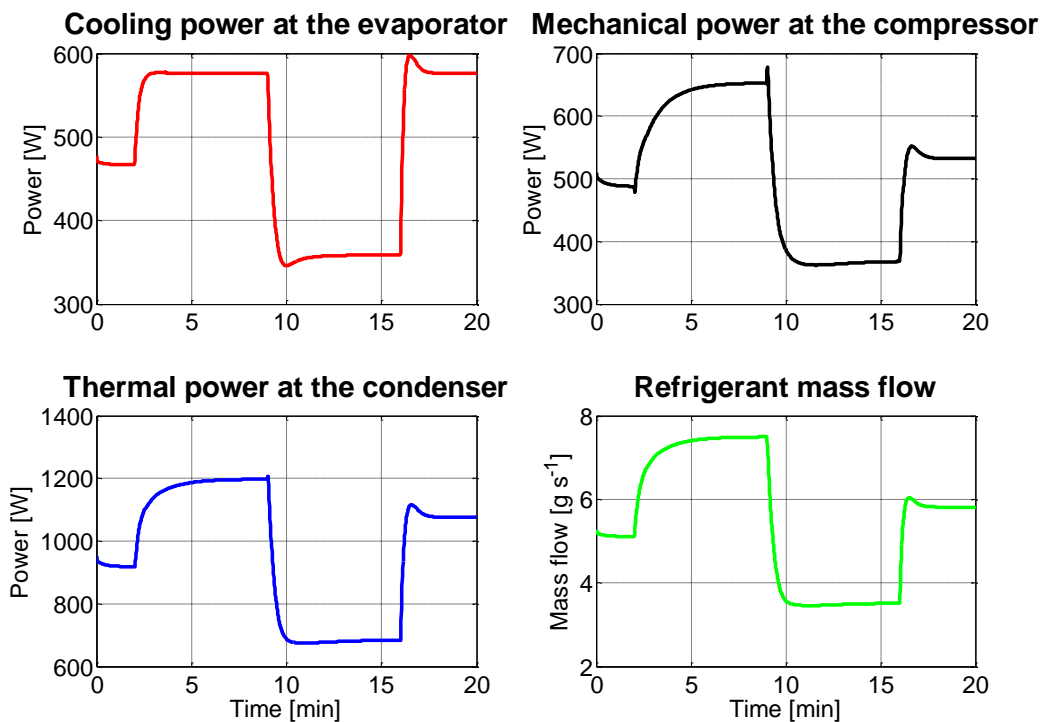 Cooling power at the evaporator
Power [W]
600
500
400
300
0 5 10 15 20
Mechanical power at the compressor
Power [W]
700
600
500
400
300
0 5 10 15 20
Thermal power at the condenser
Power [W]
1400
1200
1000
800
600
0 5 10 15 20
Time [min]
Refrigerant mass flow
Mass flow [g s⁻¹]
8
6
4
2
0 5 10 15 20
Time [min]